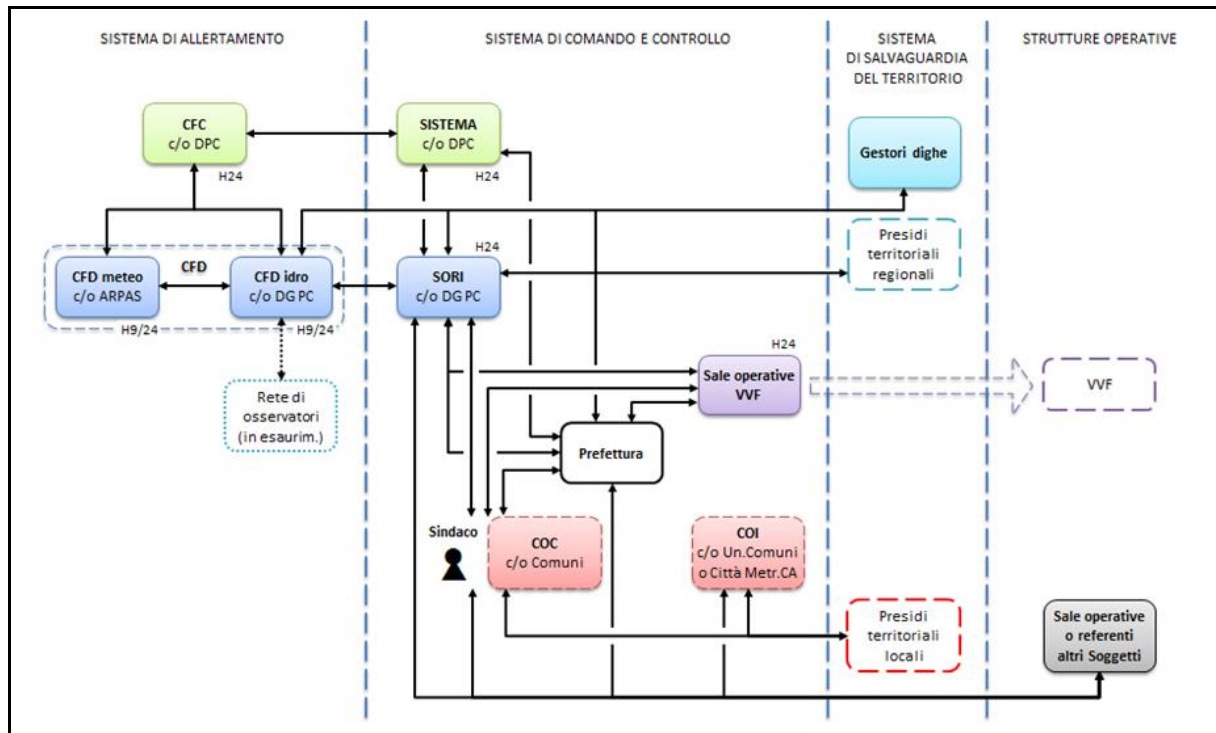 SISTEMA DI ALLERTAMENTO
SISTEMA DI COMANDO E CONTROLLO
SISTEMA
DI SALVAGUARDIA
DEL TERRITORIO
STRUTTURE OPERATIVE
CFC
c/o DPC
H24
SISTEMA
c/o DPC
H24
Gestori dighe
CFD meteo
c/o ARPAS
H9/24
CFD
CFD idro
c/o DG PC
H9/24
H24
SORI
c/o DG PC
Presidi
territoriali
regionali
Rete di
osservatori
(in esaurim.)
H24
Sale operative
VVF
VVF
Prefettura
Sindaco
COC
c/o Comuni
COI
c/o Un.Comuni
o Città Metr.CA
Presidi
territoriali
locali
Sale operative
o referenti
altri Soggetti